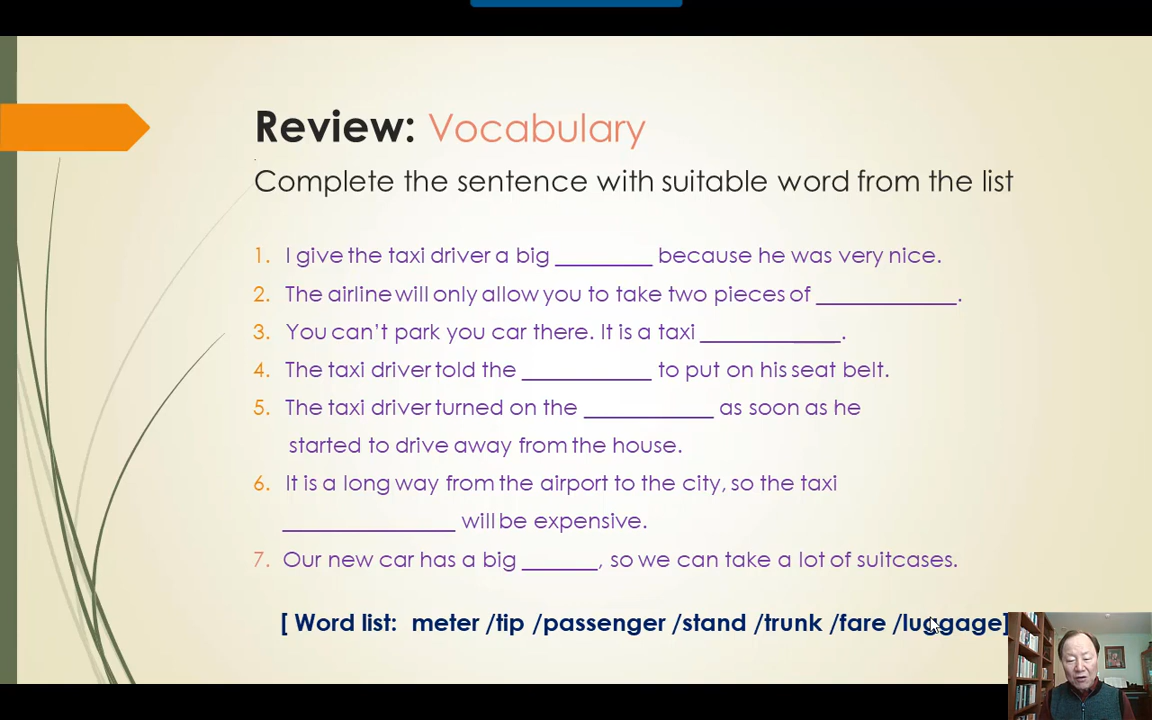 Review: Vocabulary
Complete the sentence with suitable word from the list
1. I give the taxi driver a big ________ because he was very nice.
2. The airline will only allow you to take two pieces of ____________.
3. You can’t park you car there. It is a taxi ____________.
4. The taxi driver told the ___________ to put on his seat belt.
5. The taxi driver turned on the ___________ as soon as he
started to drive away from the house.
6. It is a long way from the airport to the city, so the taxi
_______________ will be expensive.
7. Our new car has a big ______, so we can take a lot of suitcases.
[ Word list: meter /tip /passenger /stand /trunk /fare /luggage]